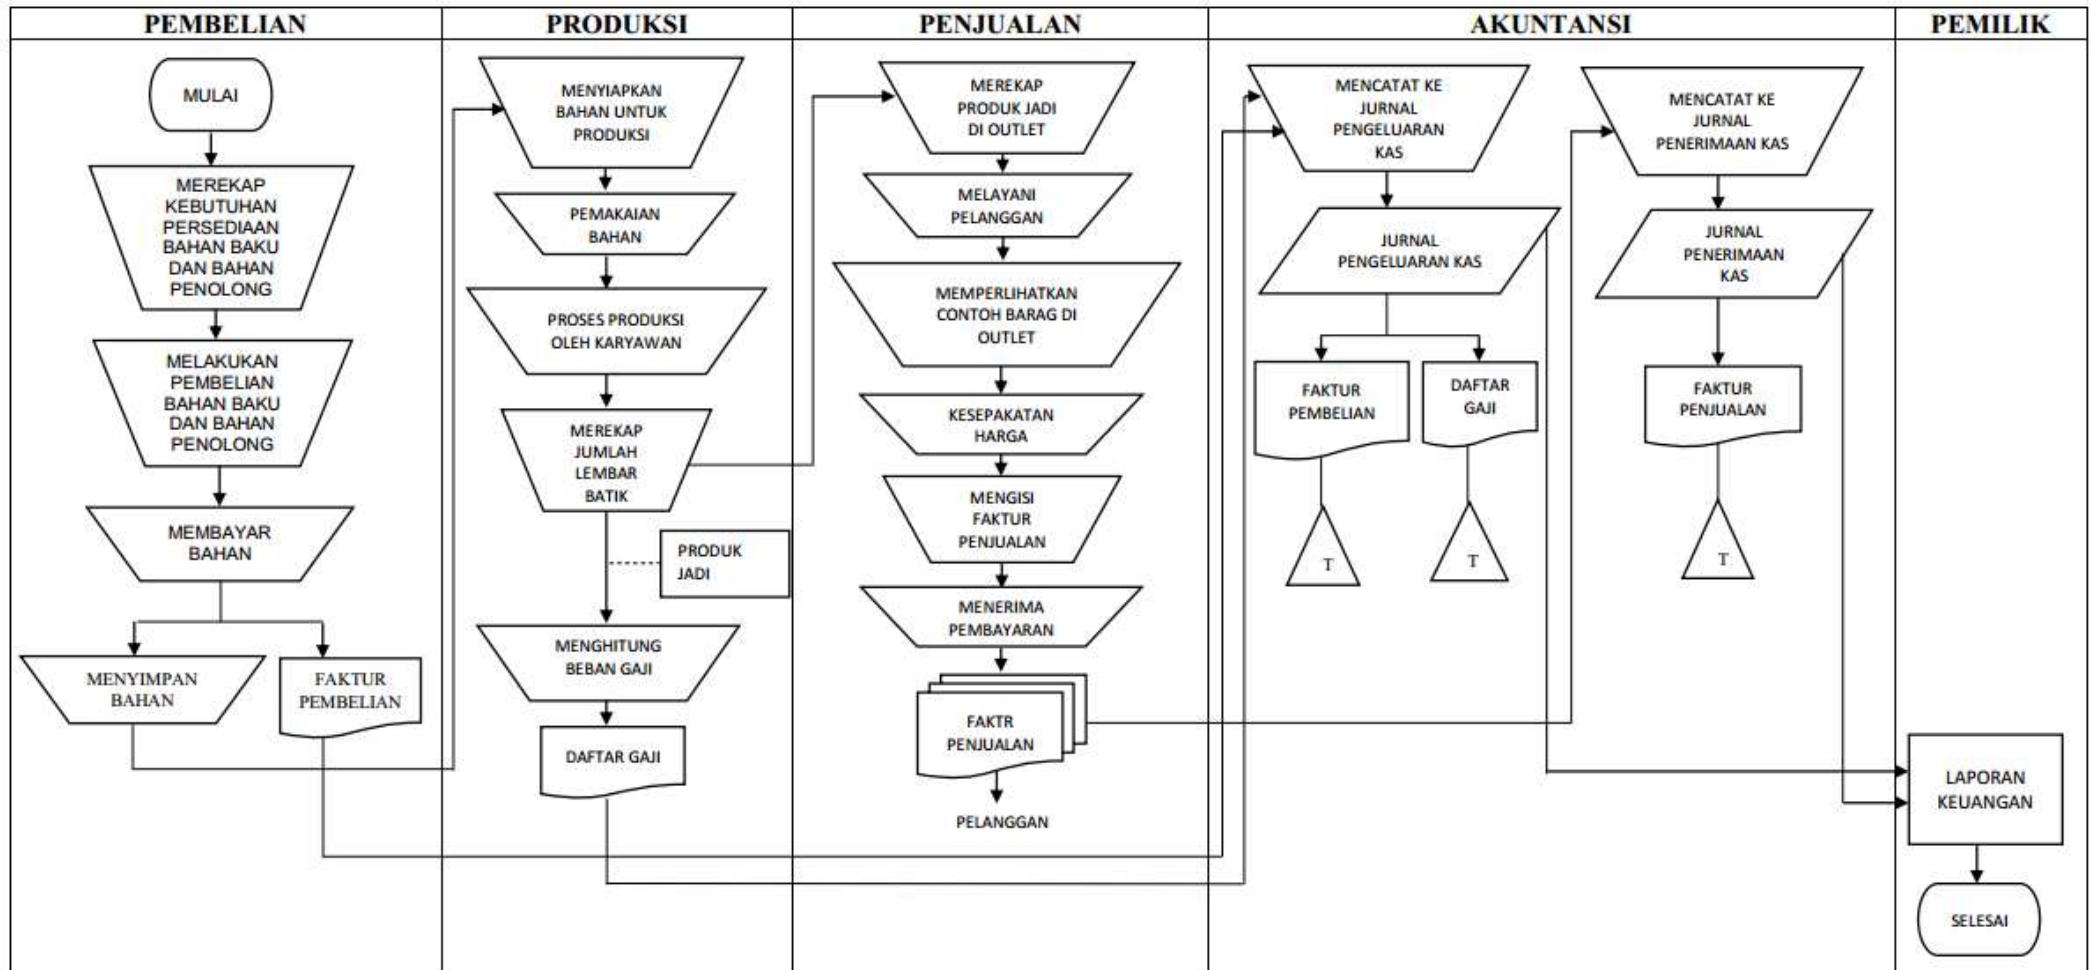 PEMBELIAN
PRODUKSI
PENJUALAN
AKUNTANSI
PEMILIK
MULAI
MEREKAP
KEBUTUHAN
PERSEDIAAN
BAHAN BAKU
DAN BAHAN
PENOLONG
MELAKUKAN
PEMBELIAN
BAHAN BAKU
DAN BAHAN
PENOLONG
MEMBAYAR
BAHAN
MENYIMPAN
BAHAN
FAKTUR
PEMBELIAN
MENYIAPKAN
BAHAN UNTUK
PRODUKSI
PEMAKAIAN
BAHAN
PROSES PRODUKSI
OLEH KARYAWAN
MEREKAP
JUMLAH
LEMBAR
BATIK
PRODUK
JADI
MENGHITUNG
BEBAN GAJI
DAFTAR GAJI
MEREKAP
PRODUK JADI
DI OUTLET
MELAYANI
PELANGGAN
MEMPERLIHATKAN
CONTOH BARAG DI
OUTLET
KESEPAKATAN
HARGA
MENGISI
FAKTUR
PENJUALAN
MENERIMA
PEMBAYARAN
FAKTR
PENJUALAN
PELANGGAN
MENCATAT KE
JURNAL
PENGELUARAN
KAS
JURNAL
PENGELUARAN KAS
FAKTUR
PEMBELIAN
DAFTAR
GAJI
T
T
MENCATAT KE
JURNAL
PENERIMAAN KAS
JURNAL
PENERIMAAN
KAS
FAKTUR
PENJUALAN
T
LAPORAN
KEUANGAN
SELESAI